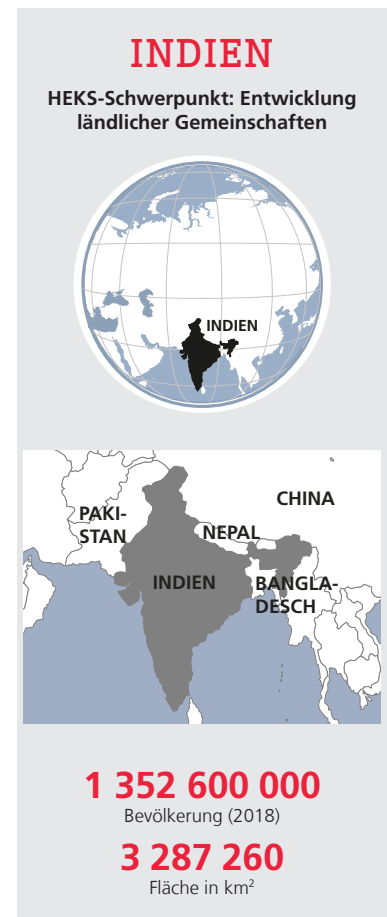 INDIEN
HEKS-Schwerpunkt: Entwicklung
ländlicher Gemeinschaften
INDIEN
CHINA
PAKI-
STAN
NEPAL
INDIEN
BANGLA-
DESCH
1 352 600 000
Bevölkerung (2018)
3 287 260
Fläche in km²